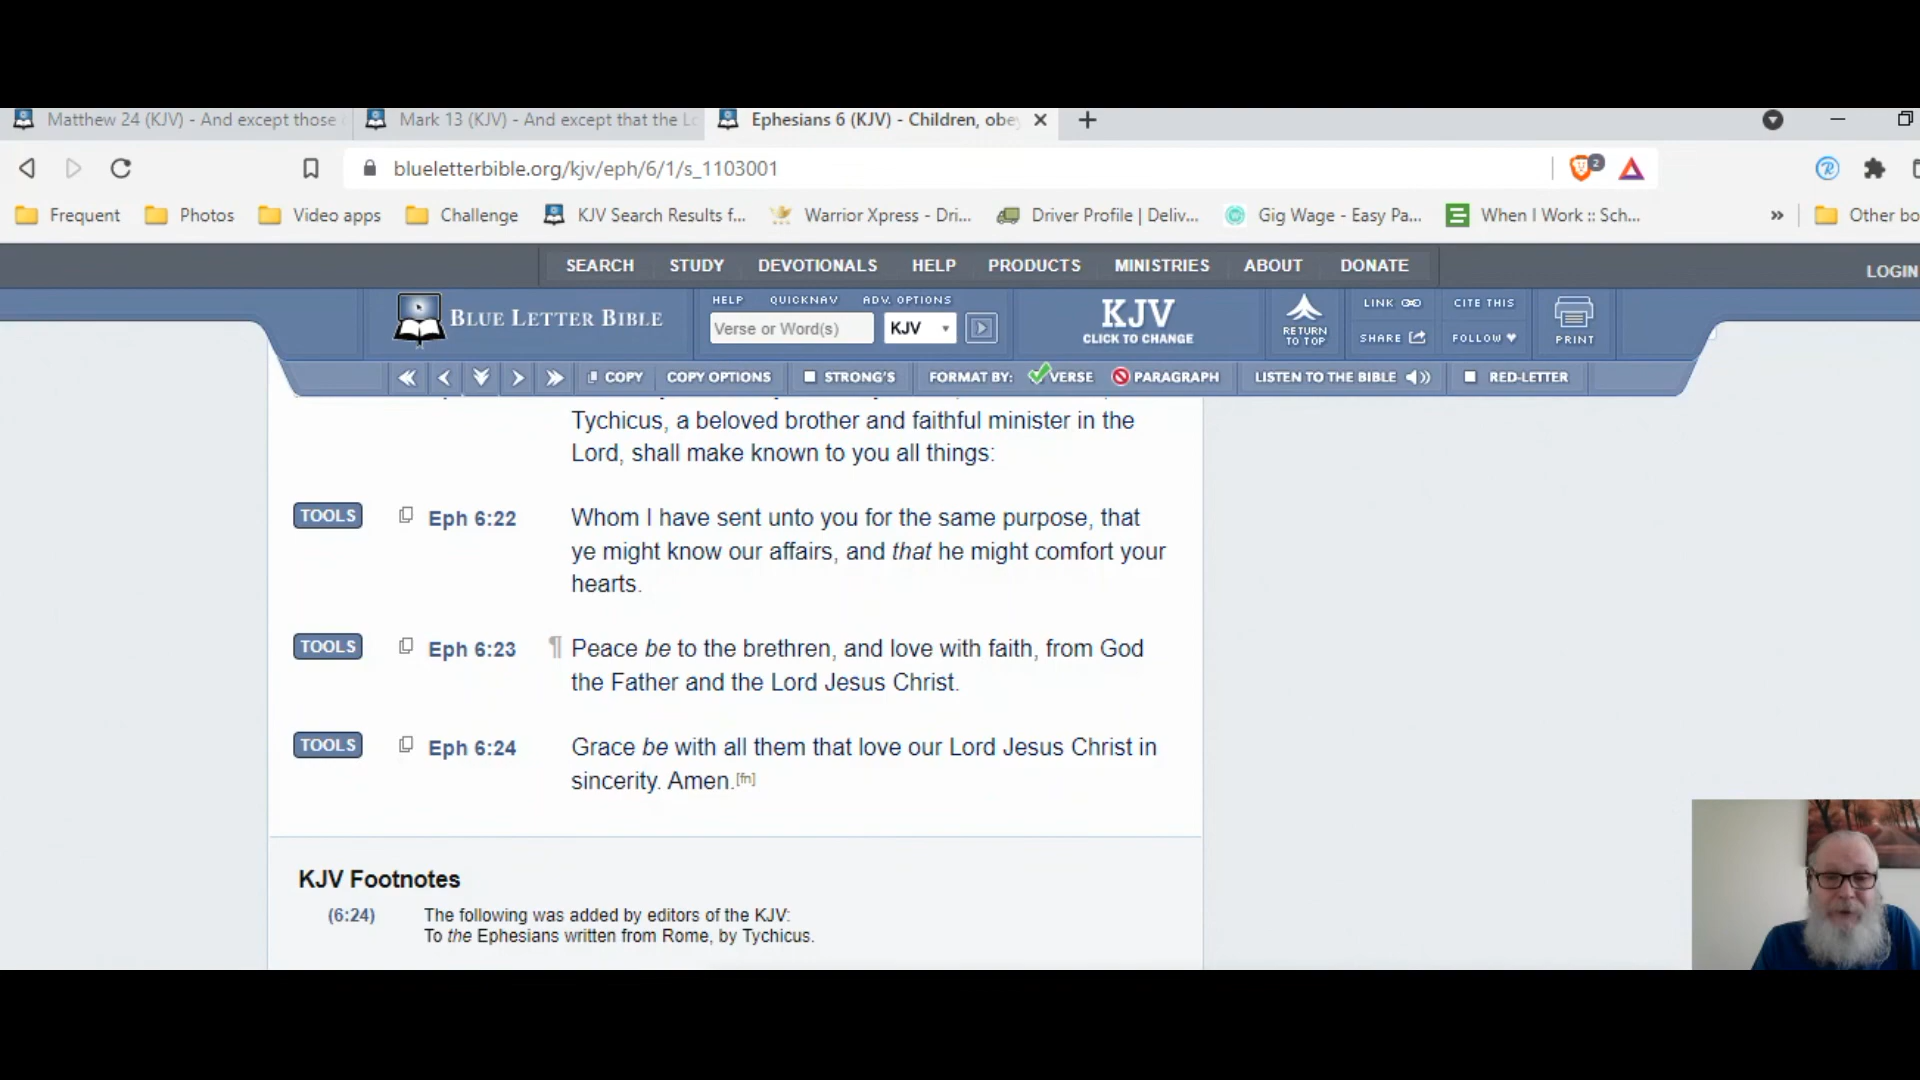 Matthew 24 (KJV) - And except those
Mark 13 (KJV) - And except that the Lo
Ephesians 6 (KJV) - Children, obe
blueletterbible.org/kjv/eph/6/1/s_1103001
2
Frequent
Photos
Video apps
Challenge
KJV Search Results f...
Warrior Xpress - Dri...
Driver Profile | Deliv...
Gig Wage - Easy Pa...
When I Work :: Sch...
»
Other bo
SEARCH STUDY DEVOTIONALS HELP PRODUCTS MINISTRIES ABOUT DONATE
LOGIN
BLUE LETTER BIBLE
HELP QUICKNAV ADV. OPTIONS
Verse or Word(s)
KJV
KJV
CLICK TO CHANGE
RETURN
TO TOP
LINK
CITE THIS
SHARE
FOLLOW
PRINT
COPY
COPY OPTIONS
STRONG'S
FORMAT BY:
VERSE
PARAGRAPH
LISTEN TO THE BIBLE
RED-LETTER
Tychicus, a beloved brother and faithful minister in the
Lord, shall make known to you all things:
TOOLS Eph 6:22 Whom I have sent unto you for the same purpose, that
ye might know our affairs, and that he might comfort your
hearts.
TOOLS Eph 6:23 ¶ Peace be to the brethren, and love with faith, from God
the Father and the Lord Jesus Christ.
TOOLS Eph 6:24 Grace be with all them that love our Lord Jesus Christ in
sincerity. Amen.[fn]
KJV Footnotes
(6:24) The following was added by editors of the KJV:
To the Ephesians written from Rome, by Tychicus.